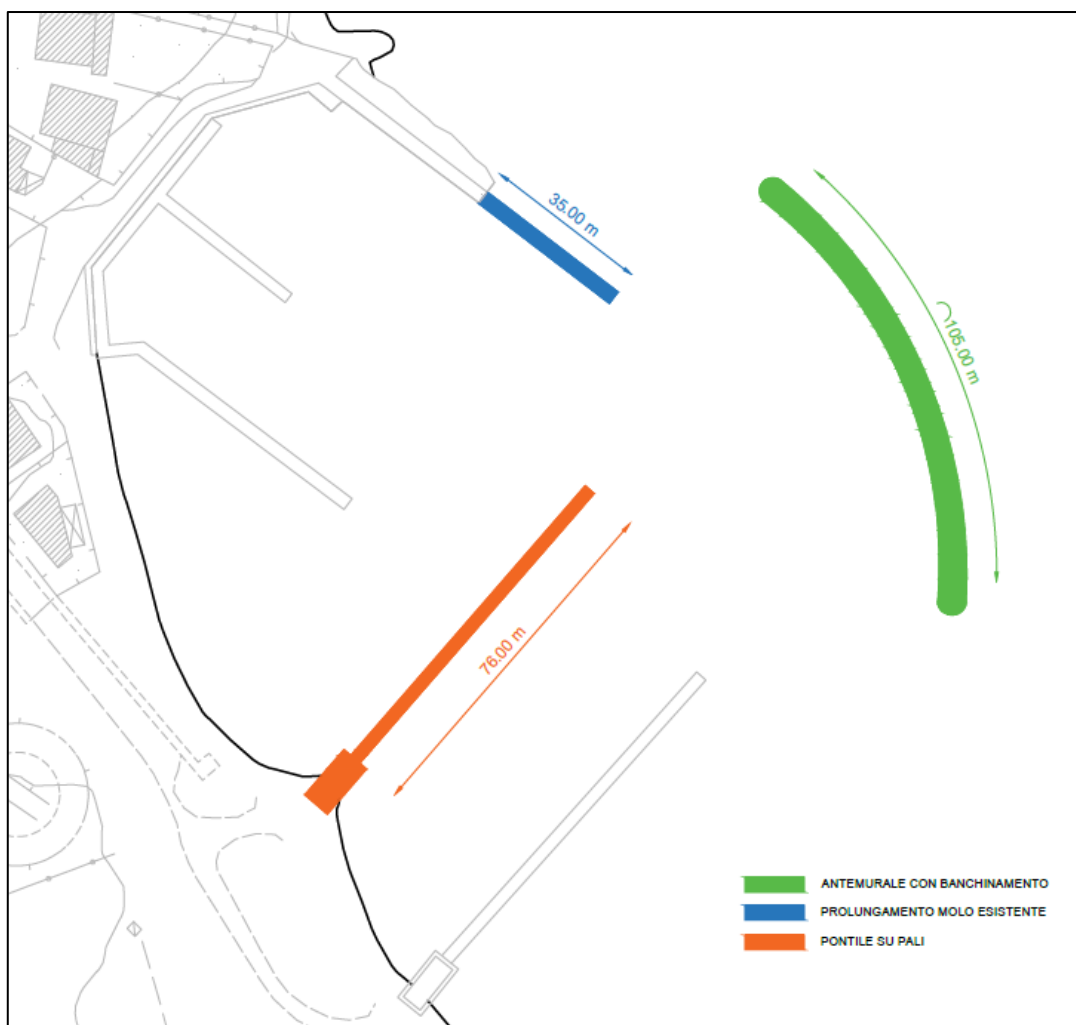 35.00 m
105.00 m
76.00 m
ANTEMURALE CON BANCHINAMENTO
PROLUNGAMENTO MOLO ESISTENTE
PONTILE SU PALI